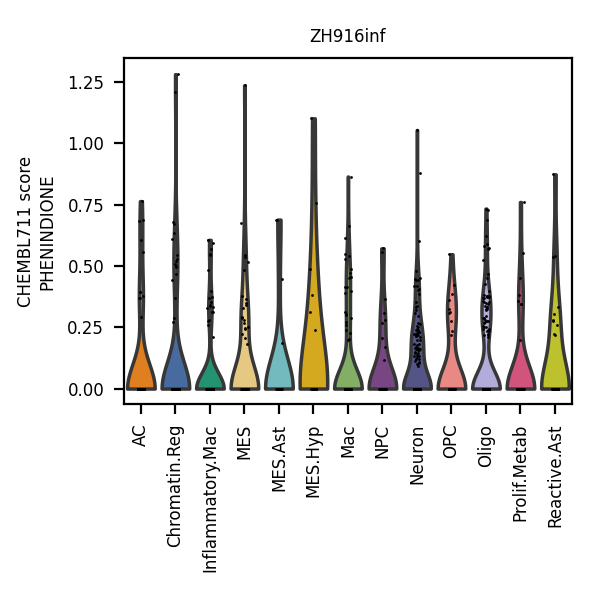 ZH916inf
CHEMBL711 score
PHENINDIONE
1.25
1.00
0.75
0.50
0.25
0.00
AC
Chromatin.Reg
Inflammatory.Mac
MES
MES.Ast
MES.Hyp
Mac
NPC
Neuron
OPC
Oligo
Prolif.Metab
Reactive.Ast